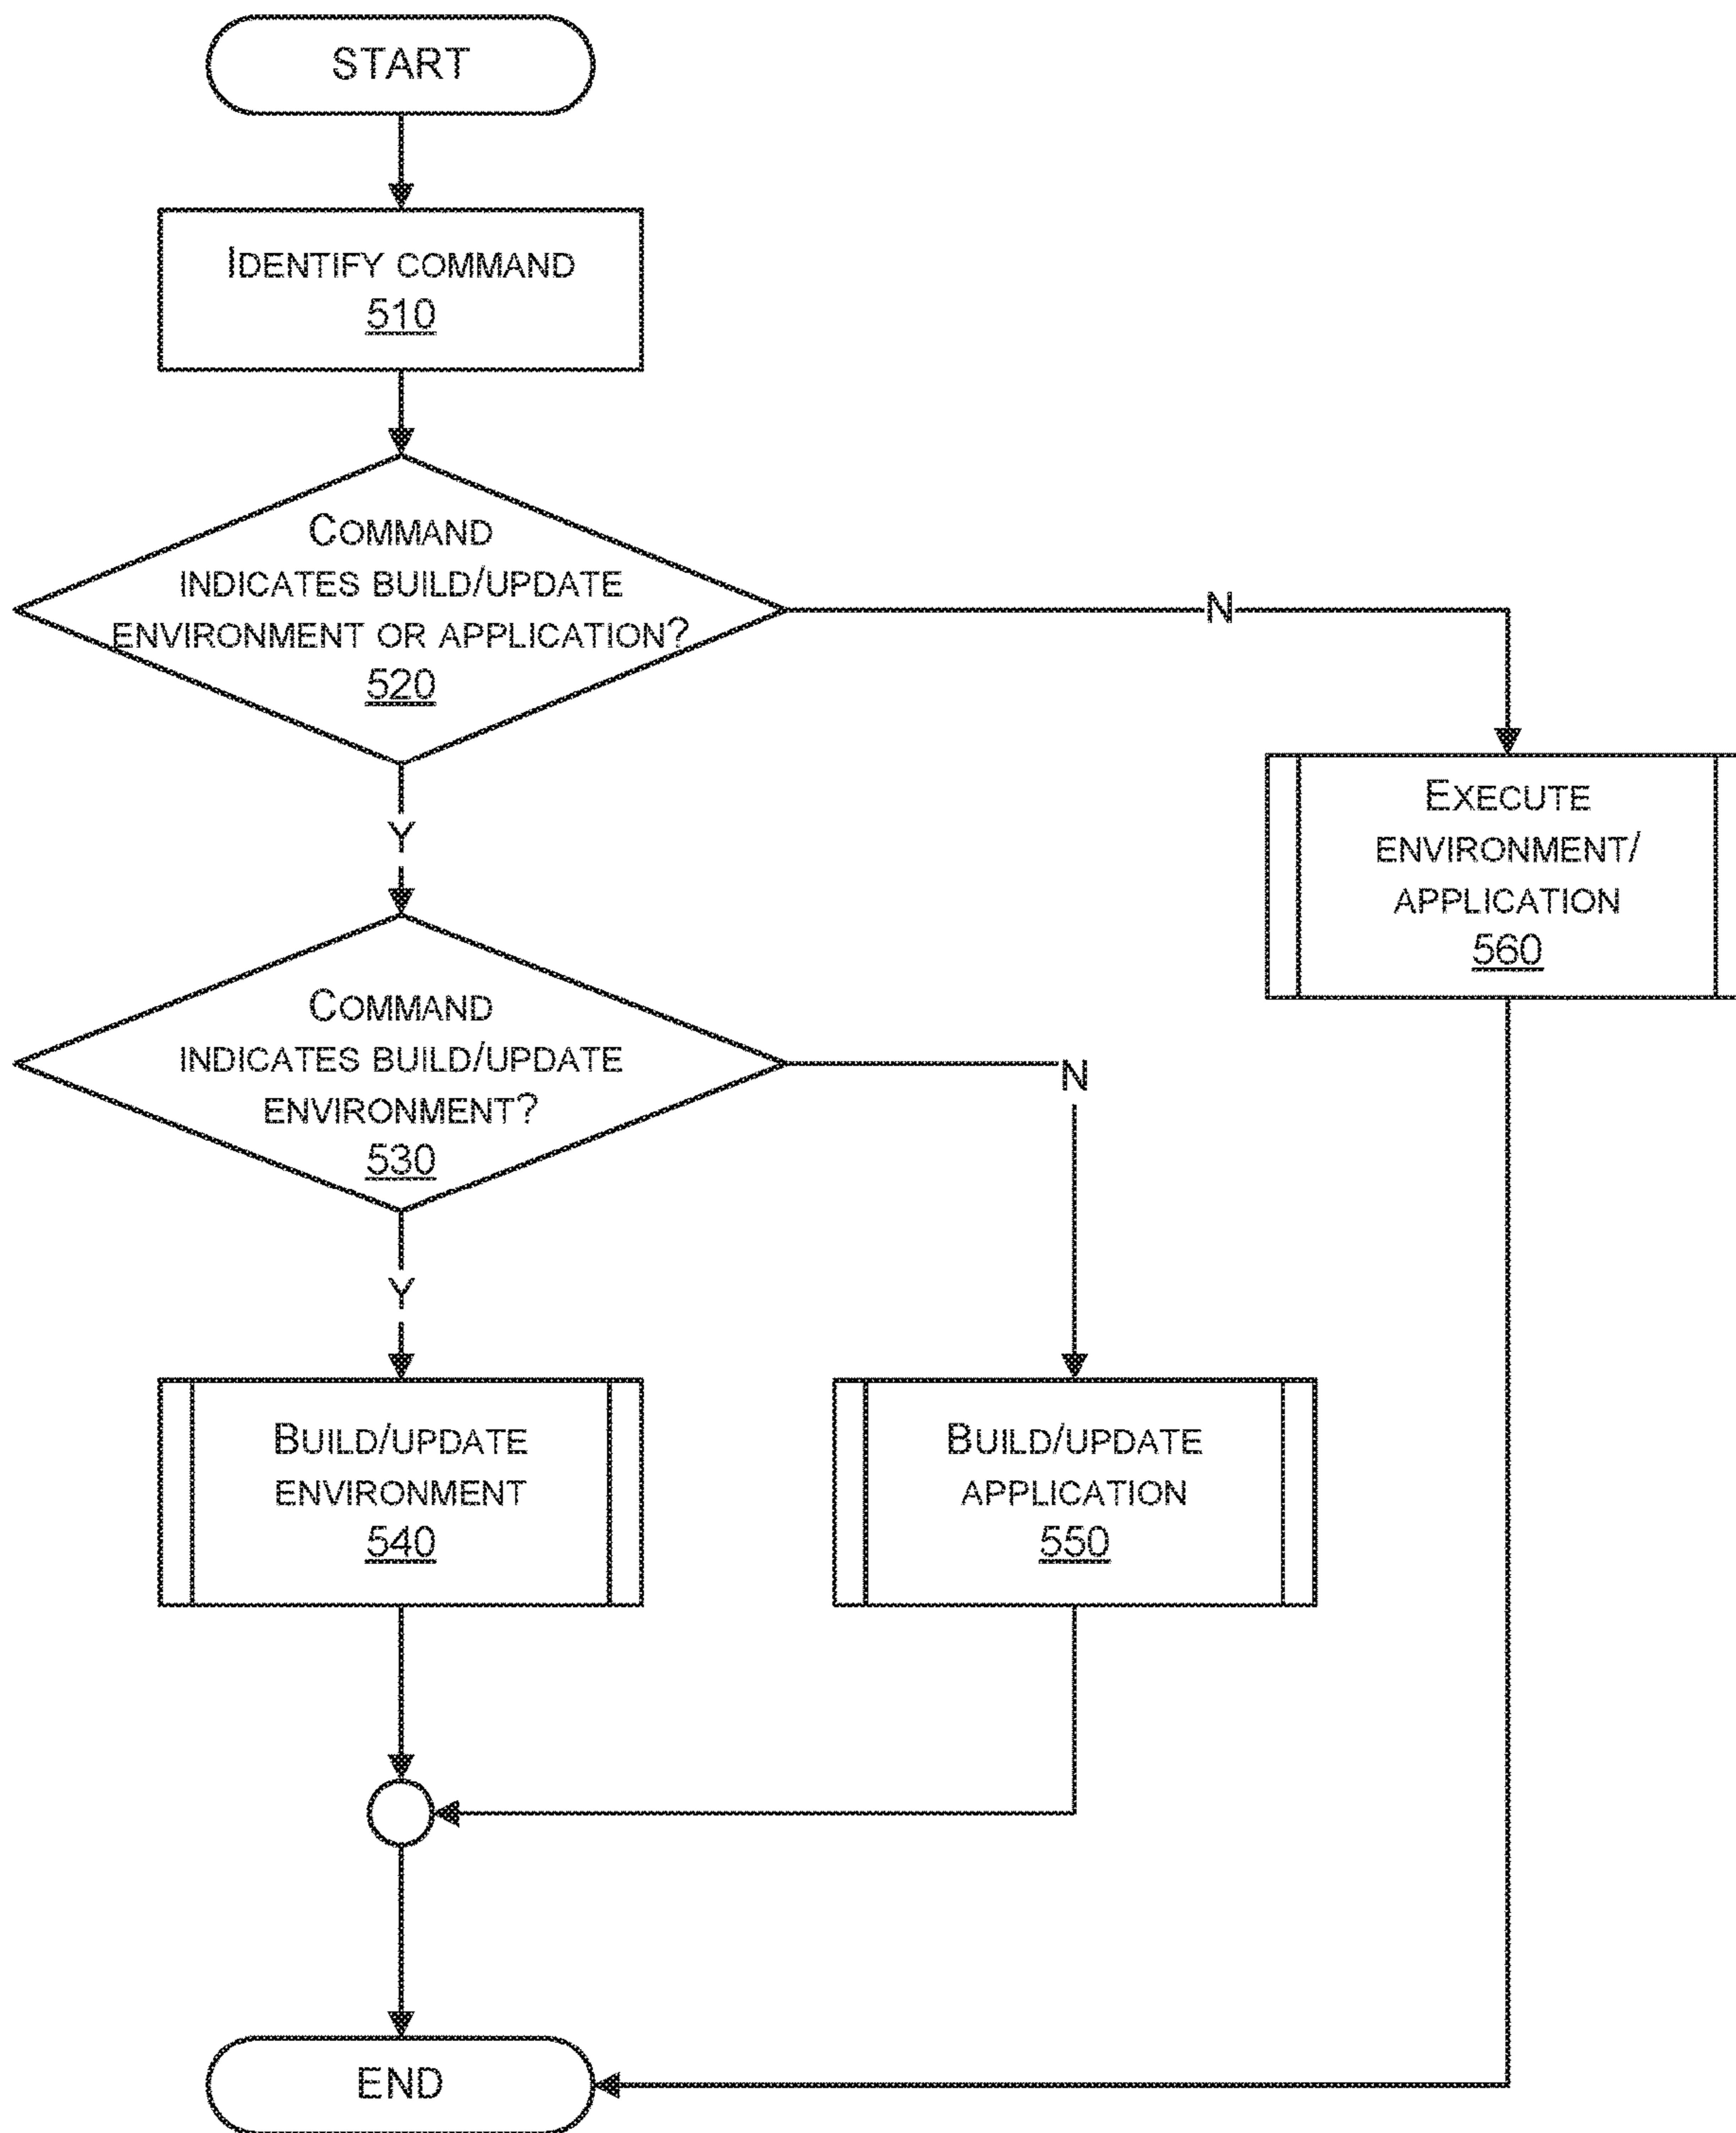 START
IDENTIFY COMMAND
510
COMMAND
INDICATES BUILD/UPDATE
ENVIRONMENT OR APPLICATION?
520
N
Y
EXECUTE
ENVIRONMENT/
APPLICATION
560
COMMAND
INDICATES BUILD/UPDATE
ENVIRONMENT?
530
N
Y
BUILD/UPDATE
ENVIRONMENT
540
BUILD/UPDATE
APPLICATION
550
END